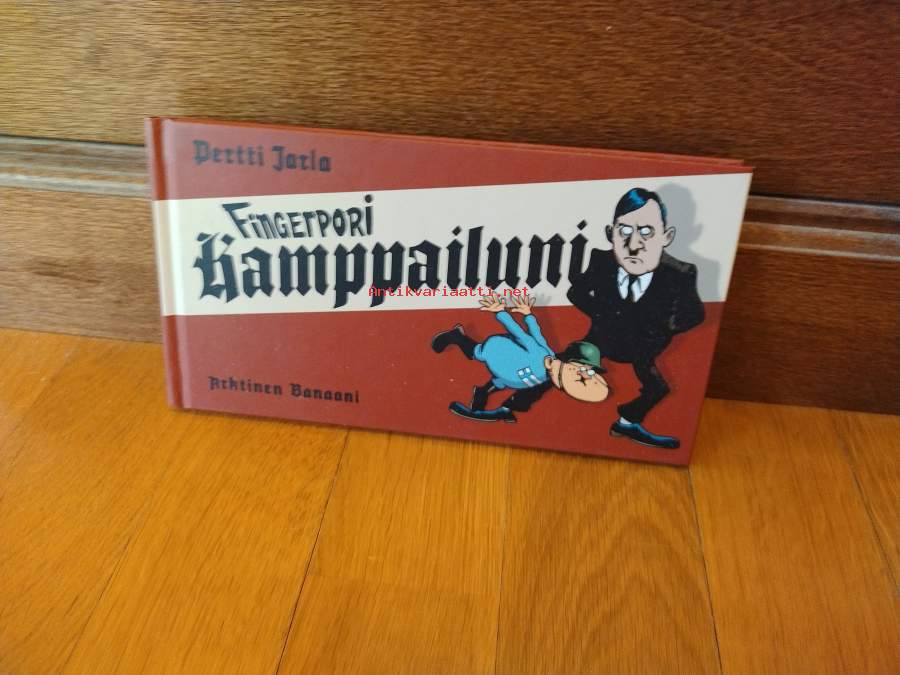 Pertti Jarla
Fingerpori
Kamppailuni
Antikvariaatti.net
Arktinen Banaani